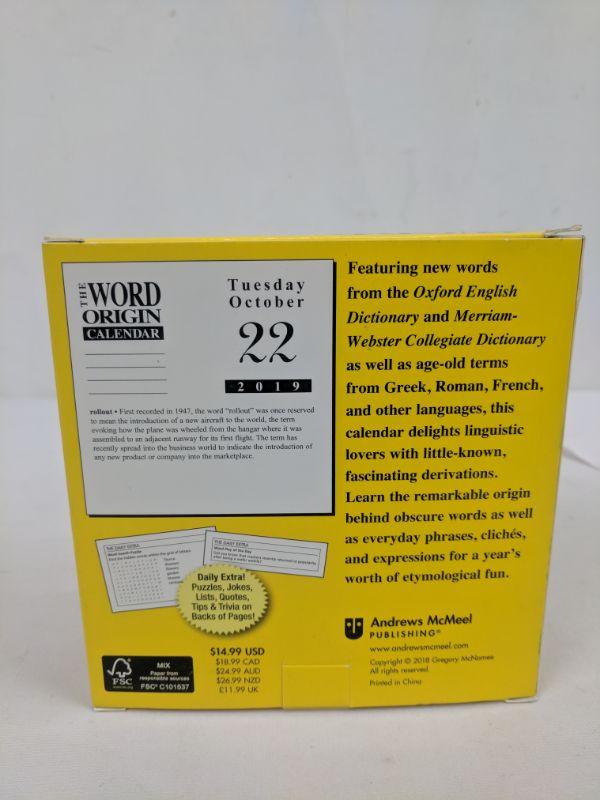 THE
WORD
ORIGIN
CALENDAR
Tuesday
October
22
2019
rollout • First recorded in 1947, the word "rollout" was once reserved
to mean the introduction of a new aircraft to the world, the term
evoking how the plane was wheeled from the hangar where it was
assembled to an adjacent runway for its first flight. The term has
recently spread into the business world to indicate the introduction of
any new product or company into the marketplace.
Featuring new words
from the Oxford English
Dictionary and Merriam-
Webster Collegiate Dictionary
as well as age-old terms
from Greek, Roman, French,
and other languages, this
calendar delights linguistic
lovers with little-known,
fascinating derivations.
Learn the remarkable origin
behind obscure words as well
as everyday phrases, clichés,
and expressions for a year's
worth of etymological fun.
THE DAILY EXTRA
Word Search Puzzle
THE DAILY EXTRA
Daily Extra!
Puzzles, Jokes,
Lists, Quotes,
Tips & Trivia on
Backs of Pages!
FSC
MIX
Paper from
responsible sources
FSC® C101537
$14.99 USD
$18.99 CAD
$24.99 AUD
$26.99 NZD
£11.99 UK
Andrews McMeel
PUBLISHING®
www.andrewsmcmeel.com
Copyright © 2018 Gregory McNamee
All rights reserved.
Printed in China